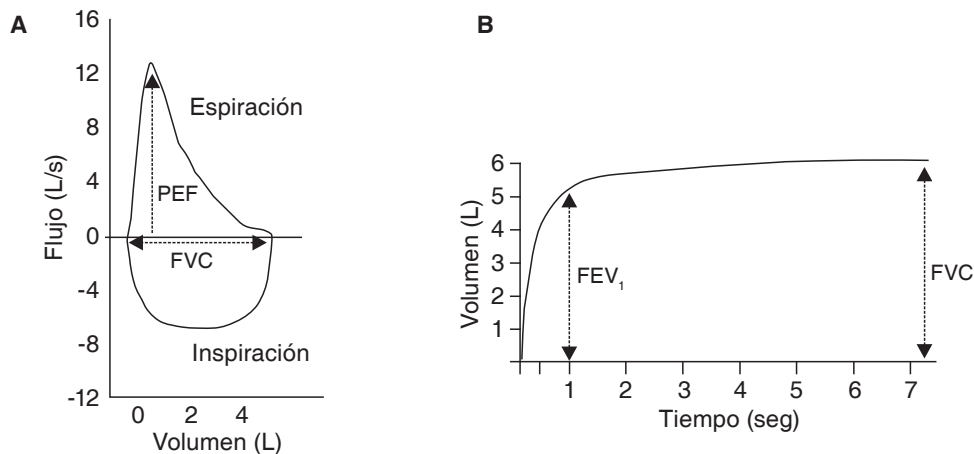 A
16
12
8
4
0
-4
-8
-12
Flujo (L/s)
Espiración
PEF
FVC
Inspiración
0 2 4
Volumen (L)
B
6
5
4
3
2
1
Volumen (L)
FEV₁
FVC
1 2 3 4 5 6 7
Tiempo (seg)